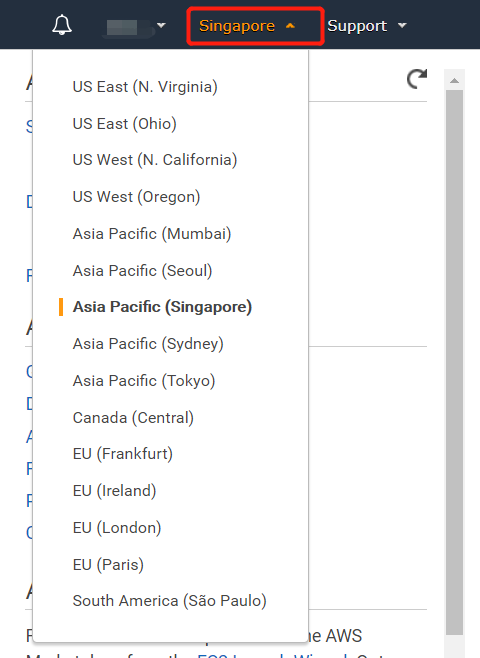 Singapore
Support
US East (N. Virginia)
US East (Ohio)
US West (N. California)
US West (Oregon)
Asia Pacific (Mumbai)
Asia Pacific (Seoul)
Asia Pacific (Singapore)
Asia Pacific (Sydney)
Asia Pacific (Tokyo)
Canada (Central)
EU (Frankfurt)
EU (Ireland)
EU (London)
EU (Paris)
South America (São Paulo)
AWS